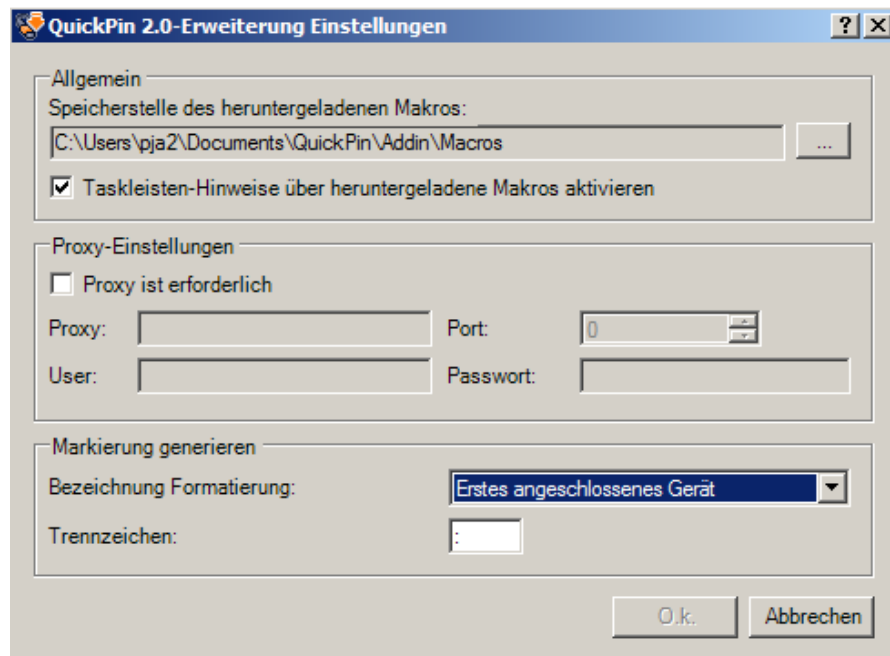 QuickPin 2.0-Erweiterung Einstellungen
Allgemein
Speicherstelle des heruntergeladenen Makros:
C:\Users\pja2\Documents\QuickPin\Addin\Macros
...
Taskleisten-Hinweise über heruntergeladene Makros aktivieren
Proxy-Einstellungen
Proxy ist erforderlich
Proxy: Port: 0
User: Passwort:
Markierung generieren
Bezeichnung Formatierung: Erstes angeschlossenes Gerät
Trennzeichen: :
O.k. Abbrechen